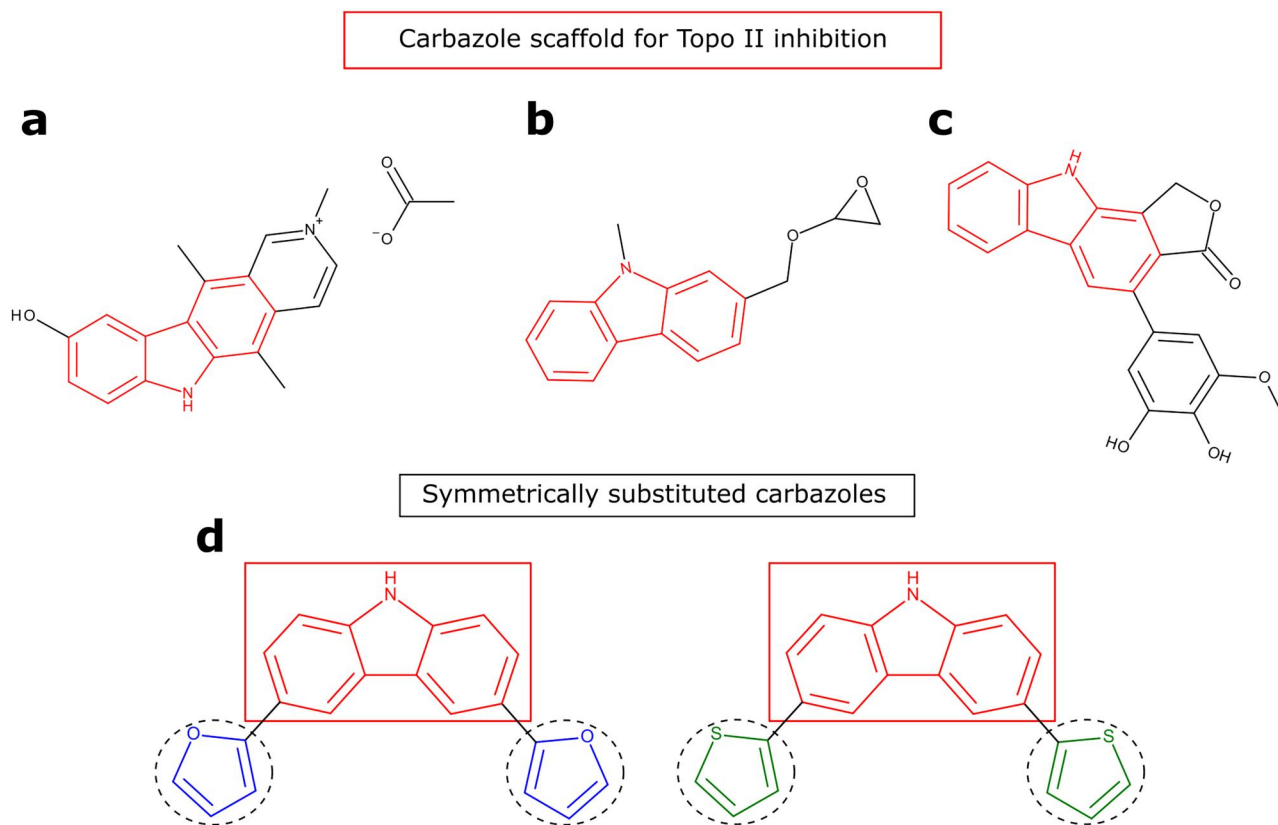 Carbazole scaffold for Topo II inhibition
a
b
c
O
⁻O
N⁺
HO
N
H
O
O
N
H
N
O
O
O
HO
OH
Symmetrically substituted carbazoles
d
H
N
H
N
O
O
S
S